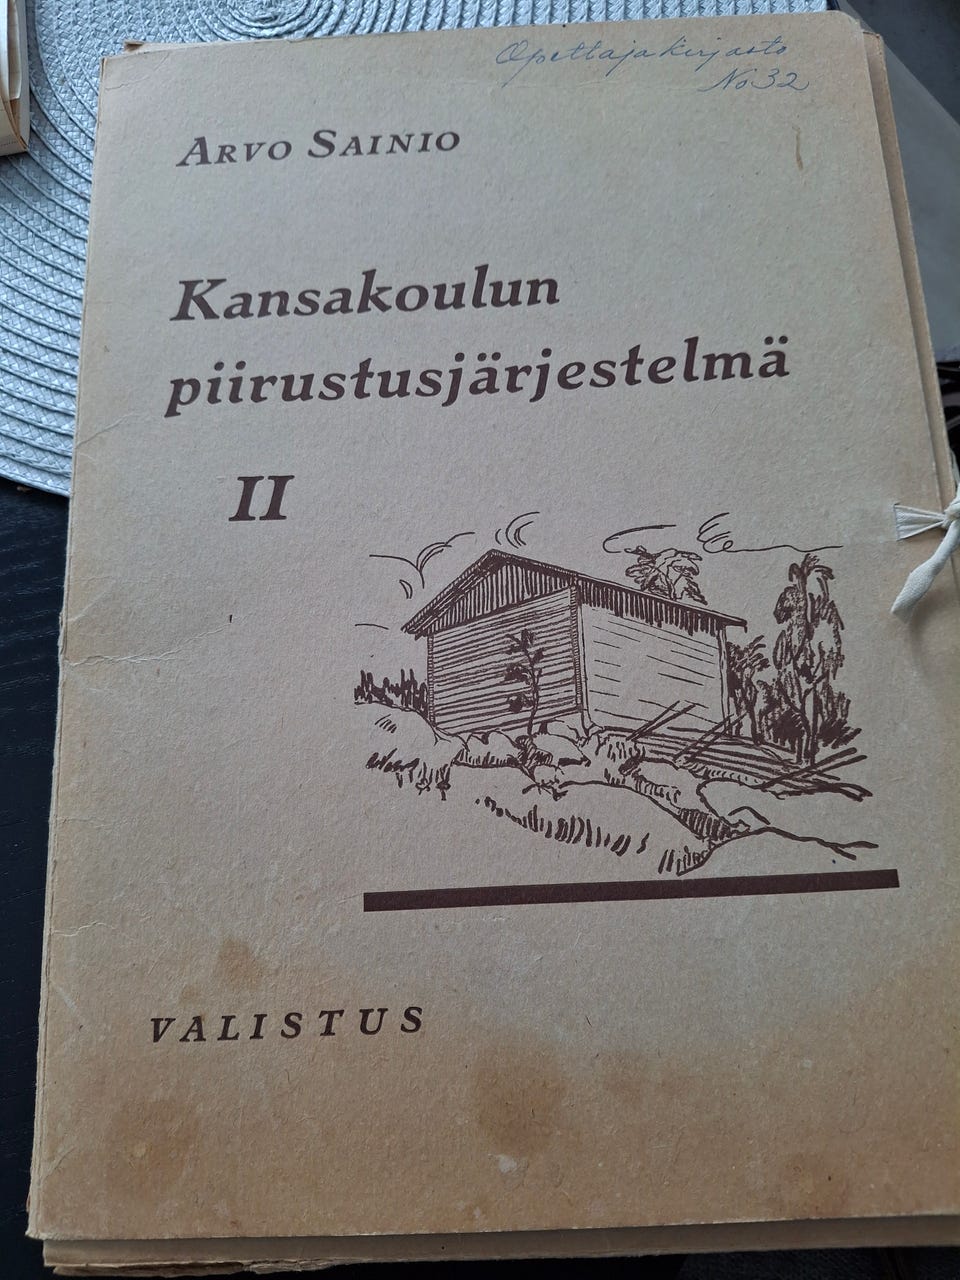 Opettajakirjasto
No 32
ARVO SAINIO
Kansakoulun
piirustusjärjestelmä
II
VALISTUS